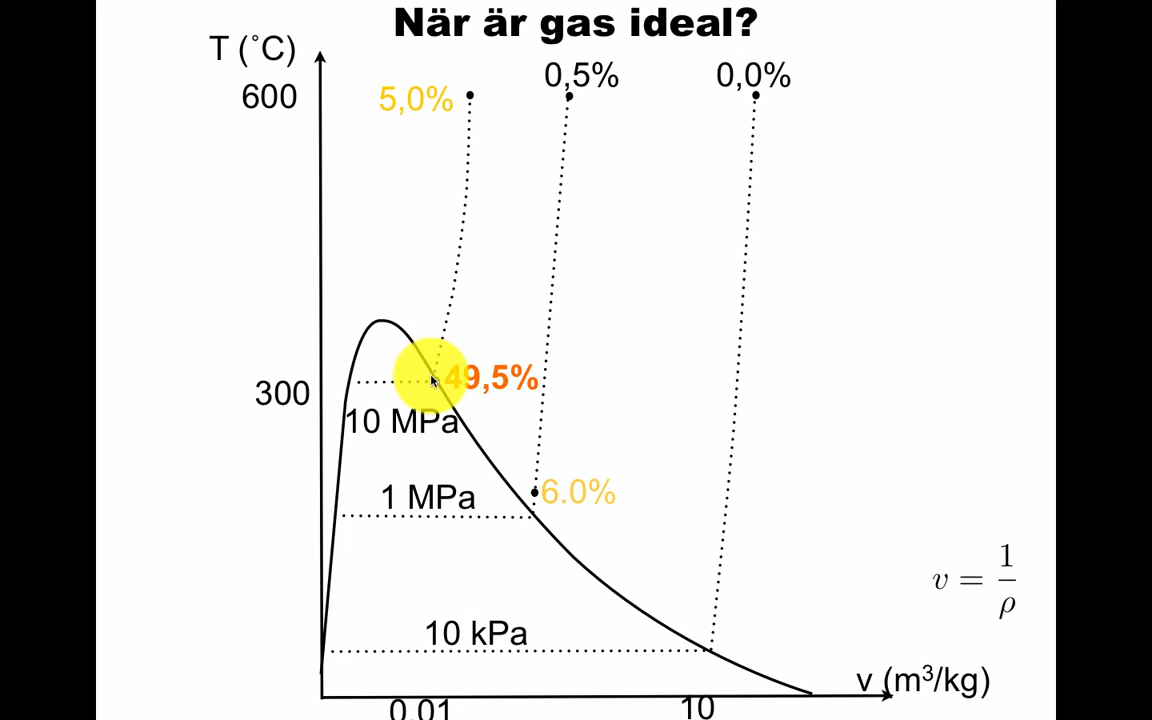 När är gas ideal?
T (°C)
0,5%
0,0%
600
5,0%
49,5%
300
10 MPa
1 MPa
6.0%
v = 1/ρ
10 kPa
v (m³/kg)
0,01
10